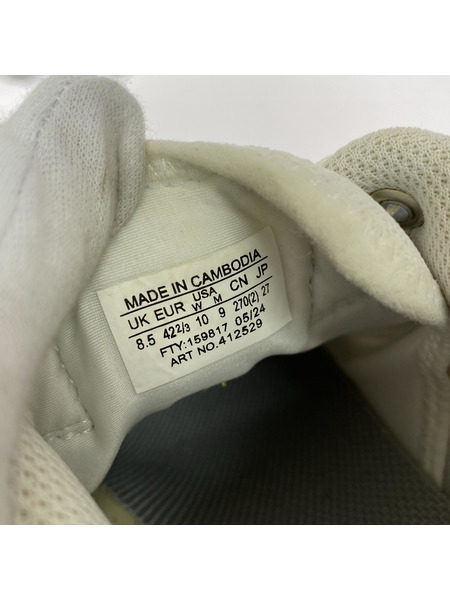 MADE IN CAMBODIA
UK EUR USA W M CN JP
8.5 42 2/3 10 9 270(2) 27
FTY:159817 05/24
ART NO.412529